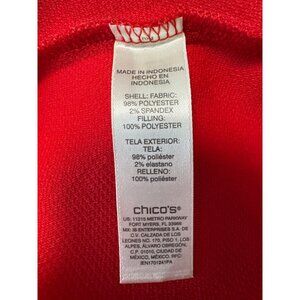 MADE IN INDONESIA
HECHO EN
INDONESIA
SHELL: FABRIC:
98% POLYESTER
2% SPANDEX
FILLING:
100% POLYESTER
TELA EXTERIOR:
TELA:
98% poliéster
2% elastano
RELLENO:
100% poliéster
chico's®
US: 11215 METRO PARKWAY
FORT MYERS, FL 33966
MX: I8 ENTERPRISES S.A. DE
C.V. CALZADA DE LOS
LEONES NO. 170, PISO 1, LOS
ALPES, ÁLVARO OBREGÓN,
C.P. 01010, CIUDAD DE
MÉXICO, MÉXICO. RFC:
IEN1701241PA